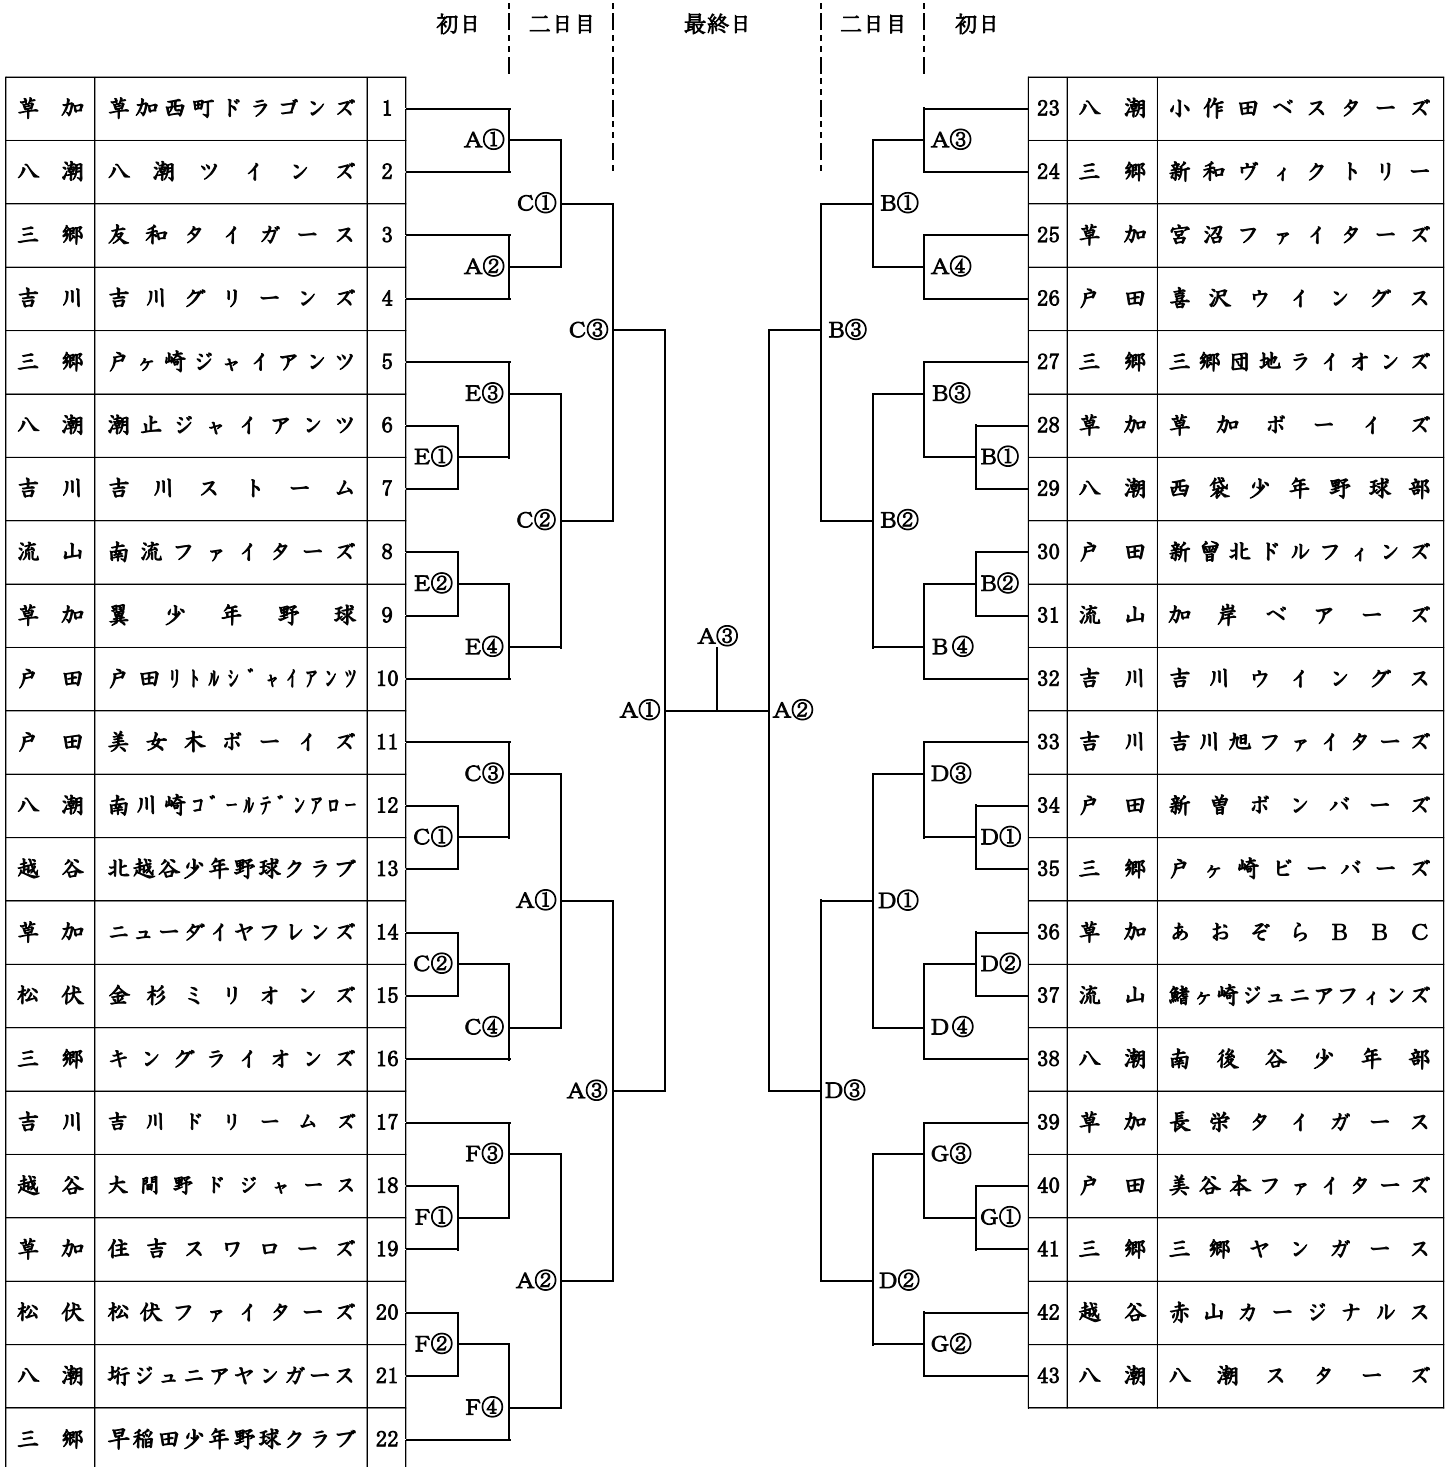 初日 二日目 最終日 二日目 初日
草加 草加西町ドラゴンズ 1
八潮 八潮ツインズ 2
三郷 友和タイガース 3
吉川 吉川グリーンズ 4
三郷 戸ヶ崎ジャイアンツ 5
八潮 潮止ジャイアンツ 6
吉川 吉川ストーム 7
流山 南流ファイターズ 8
草加 翼少年野球 9
戸田 戸田リトルジャイアンツ 10
戸田 美女木ボーイズ 11
八潮 南川崎ゴールデンアロー 12
越谷 北越谷少年野球クラブ 13
草加 ニューダイヤフレンズ 14
松伏 金杉ミリオンズ 15
三郷 キングライオンズ 16
吉川 吉川ドリームズ 17
越谷 大間野ドジャース 18
草加 住吉スワローズ 19
松伏 松伏ファイターズ 20
八潮 垳ジュニアヤンガース 21
三郷 早稲田少年野球クラブ 22
A①
A②
E③
E①
E②
E④
C③
C①
C②
C④
F③
F①
F②
F④
C①
C②
A①
A②
C③
A③
A①
A③
A②
B③
D③
B①
B②
D①
D②
A③
A④
B③
B①
B②
B④
D③
D①
D②
D④
G③
G①
G②
23 八潮 小作田ベスターズ
24 三郷 新和ヴィクトリー
25 草加 宮沼ファイターズ
26 戸田 喜沢ウイングス
27 三郷 三郷団地ライオンズ
28 草加 草加ボーイズ
29 八潮 西袋少年野球部
30 戸田 新曾北ドルフィンズ
31 流山 加岸ベアーズ
32 吉川 吉川ウイングス
33 吉川 吉川旭ファイターズ
34 戸田 新曽ボンバーズ
35 三郷 戸ヶ崎ビーバーズ
36 草加 あおぞらBBC
37 流山 鰭ヶ崎ジュニアフィンズ
38 八潮 南後谷少年部
39 草加 長栄タイガース
40 戸田 美谷本ファイターズ
41 三郷 三郷ヤンガース
42 越谷 赤山カージナルス
43 八潮 八潮スターズ